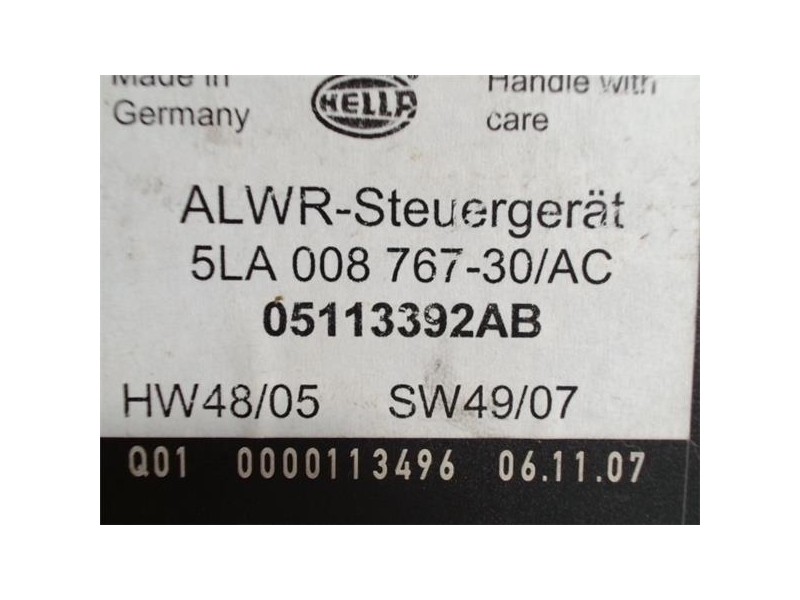 Made in
Germany
HELLA
®
Handle with
care
ALWR-Steuergerät
5LA 008 767-30/AC
05113392AB
HW48/05 SW49/07
Q01 0000113496 06.11.07